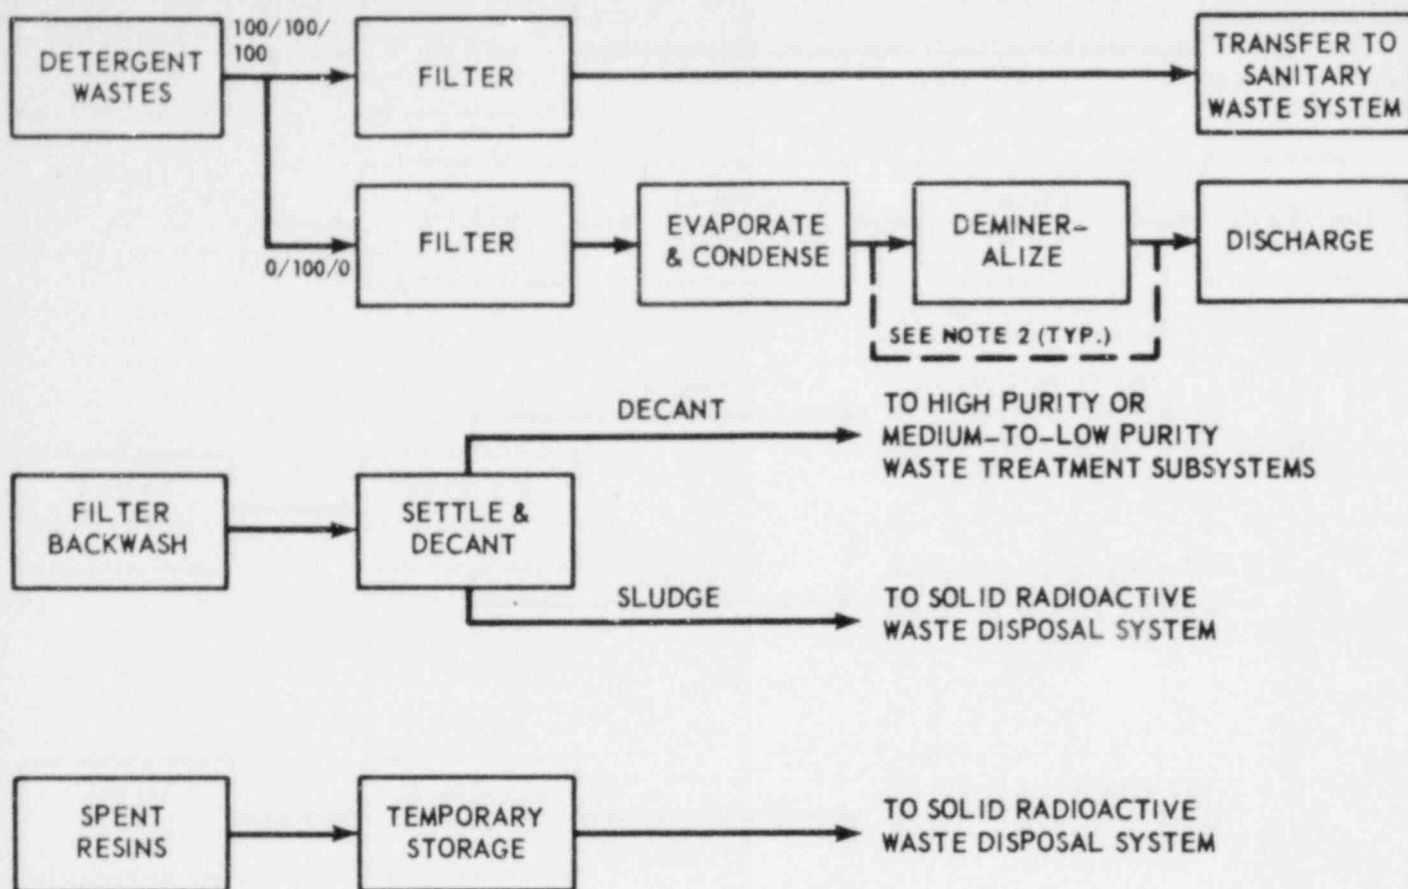 100/100/
100
DETERGENT
WASTES
FILTER
TRANSFER TO
SANITARY
WASTE SYSTEM
0/100/0
FILTER
EVAPORATE
& CONDENSE
DEMINER-
ALIZE
DISCHARGE
SEE NOTE 2 (TYP.)
FILTER
BACKWASH
SETTLE &
DECANT
DECANT
TO HIGH PURITY OR
MEDIUM-TO-LOW PURITY
WASTE TREATMENT SUBSYSTEMS
SLUDGE
TO SOLID RADIOACTIVE
WASTE DISPOSAL SYSTEM
SPENT
RESINS
TEMPORARY
STORAGE
TO SOLID RADIOACTIVE
WASTE DISPOSAL SYSTEM